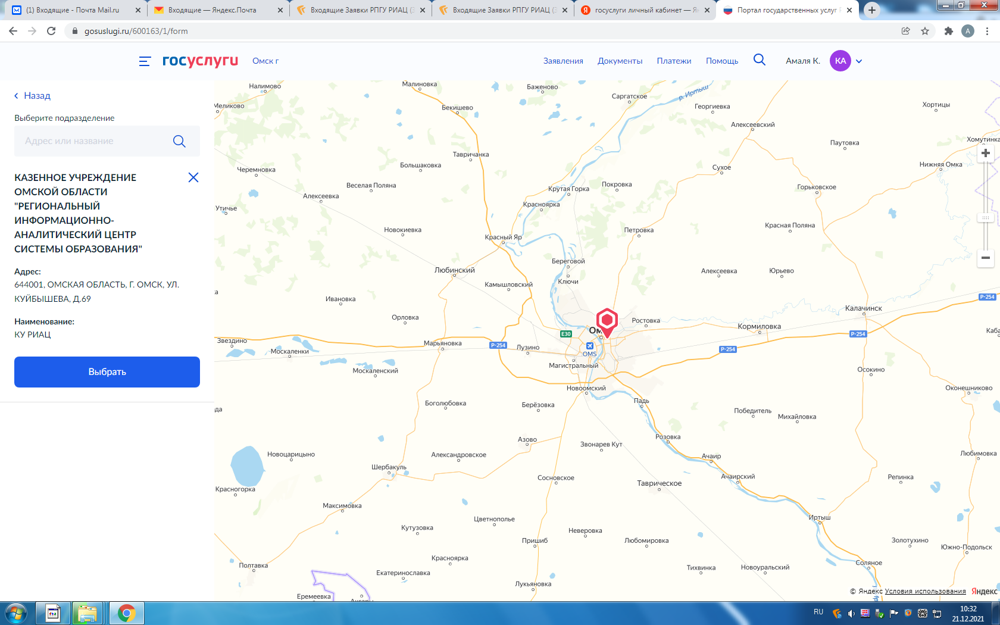 (1) Входящие - Почта Mail.ru
Входящие — Яндекс.Почта
Входящие Заявки РПГУ РИАЦ (
Входящие Заявки РПГУ РИАЦ (
госуслуги личный кабинет —
Портал государственных услуг
gosuslugi.ru/600163/1/form
A
госуслуги
Омск г
Заявления
Документы
Платежи
Помощь
Амаля К.
КА
Назад
Выберите подразделение
Адрес или название
КАЗЕННОЕ УЧРЕЖДЕНИЕ
ОМСКОЙ ОБЛАСТИ
"РЕГИОНАЛЬНЫЙ
ИНФОРМАЦИОННО-
АНАЛИТИЧЕСКИЙ ЦЕНТР
СИСТЕМЫ ОБРАЗОВАНИЯ"
Адрес:
644001, ОМСКАЯ ОБЛАСТЬ, Г. ОМСК, УЛ.
КУЙБЫШЕВА, Д.69
Наименование:
КУ РИАЦ
Выбрать
Налимово
Малиновка
Баженово
Саргатское
р. Иртыш
Меликово
Бекишево
Георгиевка
Хортицы
Алексеевский
Хомутинка
Паутовка
Тавричанка
Большаковка
Нижняя Омка
Черемновка
Сухое
Веселая Поляна
Покровка
Крутая Горка
Горьковское
Алексеевка
Красноярка
Утичье
Новокиевка
Петровка
Красная Поляна
Красный Яр
Береговой
Любинский
Алексеевка
Юрьево
Ключи
Камышловский
Ивановка
Р-254
Калачинск
Орловка
Ростовка
Ом
Кормиловка
E30
Р-254
Каба
Звездино
Марьяновка
Р-254
Лузино
Р-254
Москаленки
OMS
Магистральный
Москаленский
Осокино
Новоомский
Оконешниково
Падь
Боголюбовка
Берёзовка
да
Победитель
Михайловка
Розовка
Азово
Звонарев Кут
Новоцарицыно
Александровское
Ачаир
Любимовка
Шербакуль
Ачаирский
Репинка
Сосновское
Таврическое
Красногорка
Максимовка
Цветнополье
Иртыш
Кутузовка
Неверовка
Пришиб
Любомировка
Золотухино
Южно-Подольск
Красноярка
Соляное
Полтавка
Тихвинка
Новоуральский
Екатеринославка
Лукьяновка
Еремеевка
© Яндекс Условия использования Яндекс
RU
10:32
21.12.2021